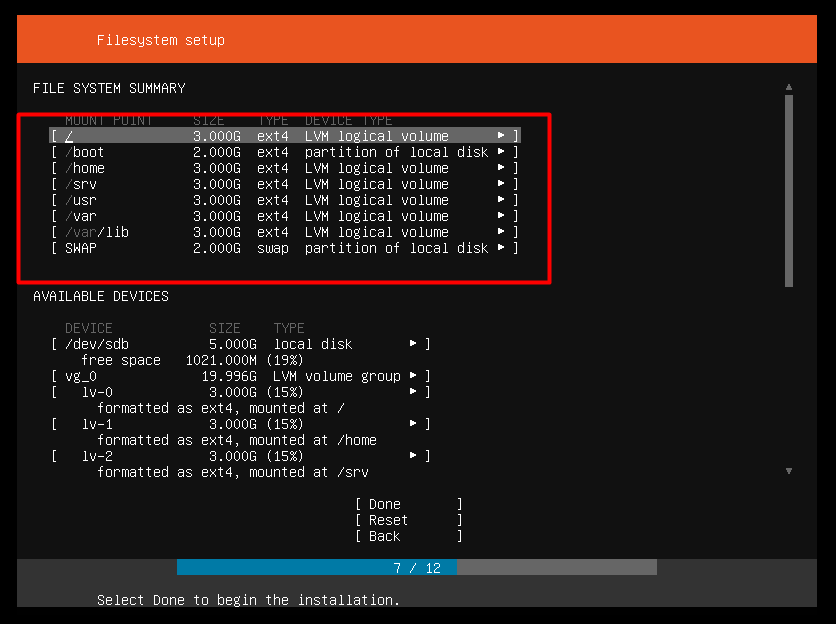 Filesystem setup
FILE SYSTEM SUMMARY
MOUNT POINT     SIZE    TYPE  DEVICE TYPE
[ /               3.000G  ext4  LVM logical volume      ▸ ]
[ /boot           2.000G  ext4  partition of local disk ▸ ]
[ /home           3.000G  ext4  LVM logical volume      ▸ ]
[ /srv            3.000G  ext4  LVM logical volume      ▸ ]
[ /usr            3.000G  ext4  LVM logical volume      ▸ ]
[ /var            3.000G  ext4  LVM logical volume      ▸ ]
[ /var/lib        3.000G  ext4  LVM logical volume      ▸ ]
[ SWAP            2.000G  swap  partition of local disk ▸ ]
AVAILABLE DEVICES
DEVICE            SIZE    TYPE
[ /dev/sdb          5.000G  local disk       ▸ ]
free space   1021.000M (19%)
[ vg_0             19.996G  LVM volume group ▸ ]
[   lv-0            3.000G (15%)             ▸ ]
formatted as ext4, mounted at /
[   lv-1            3.000G (15%)             ▸ ]
formatted as ext4, mounted at /home
[   lv-2            3.000G (15%)             ▸ ]
formatted as ext4, mounted at /srv
[ Done       ]
[ Reset      ]
[ Back       ]
7 / 12
Select Done to begin the installation.